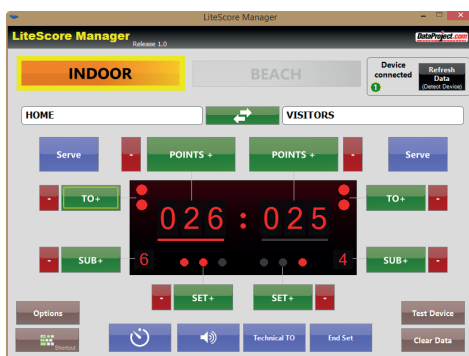 LiteScore Manager
LiteScore Manager
Release 1.0
DataProject.com
INDOOR
BEACH
Device connected
1
Refresh Data
(Detect Device)
HOME
VISITORS
Serve
-
POINTS +
POINTS +
-
Serve
-
TO+
TO+
-
026 : 025
-
SUB+
6
4
SUB+
-
-
SET+
SET+
-
Options
Test Device
Shortcut
Technical TO
End Set
Clear Data